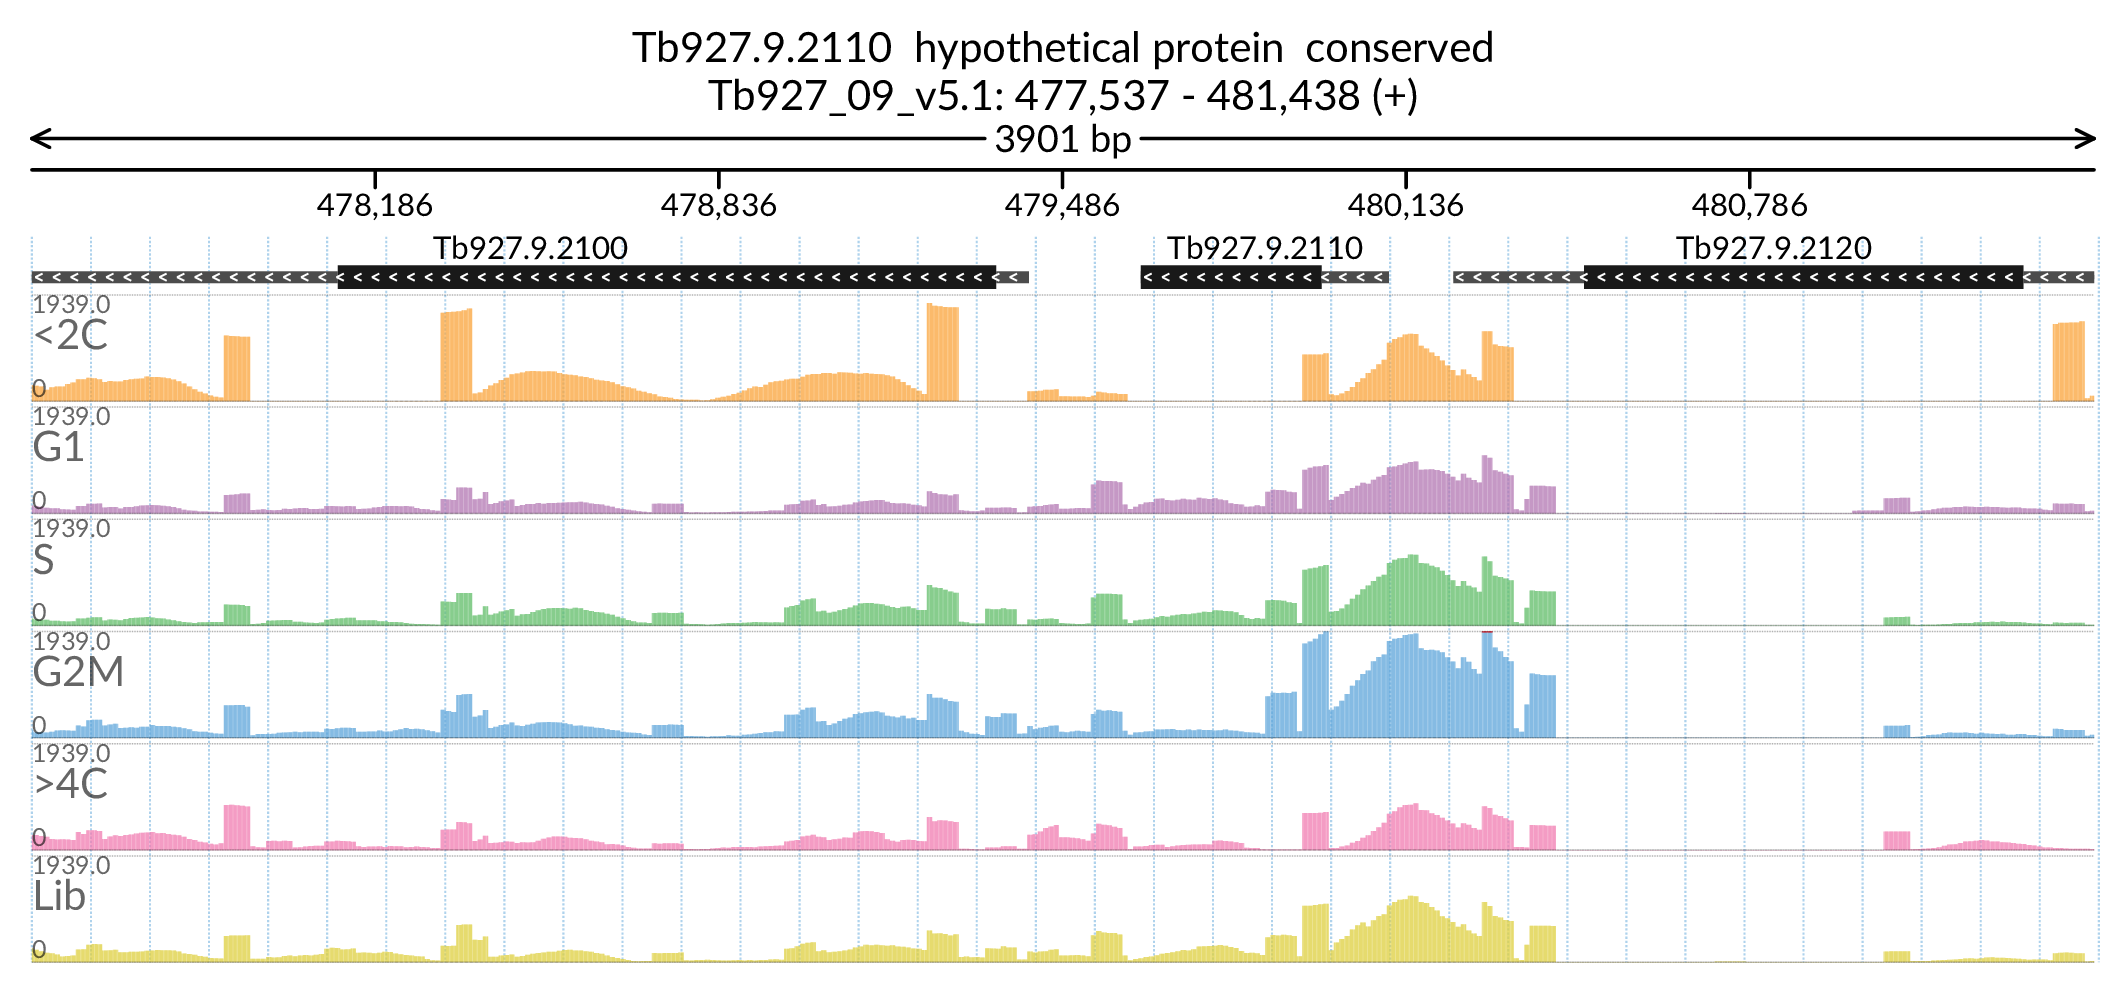 Tb927.9.2110  hypothetical protein  conserved
Tb927_09_v5.1: 477,537 - 481,438 (+)
3901 bp
478,186 478,836 479,486 480,136 480,786
Tb927.9.2100 Tb927.9.2110 Tb927.9.2120
1939.0
<2C
0
1939.0
G1
0
1939.0
S
0
1939.0
G2M
0
1939.0
>4C
0
1939.0
Lib
0